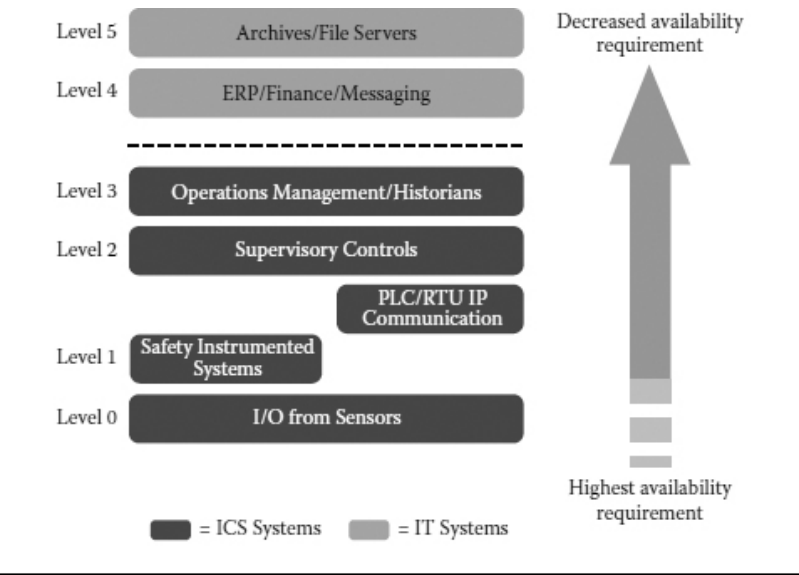 Level 5 Archives/File Servers
Decreased availability
requirement
Level 4 ERP/Finance/Messaging
Level 3 Operations Management/Historians
Level 2 Supervisory Controls
PLC/RTU IP
Communication
Level 1 Safety Instrumented
Systems
Level 0 I/O from Sensors
Highest availability
requirement
= ICS Systems = IT Systems